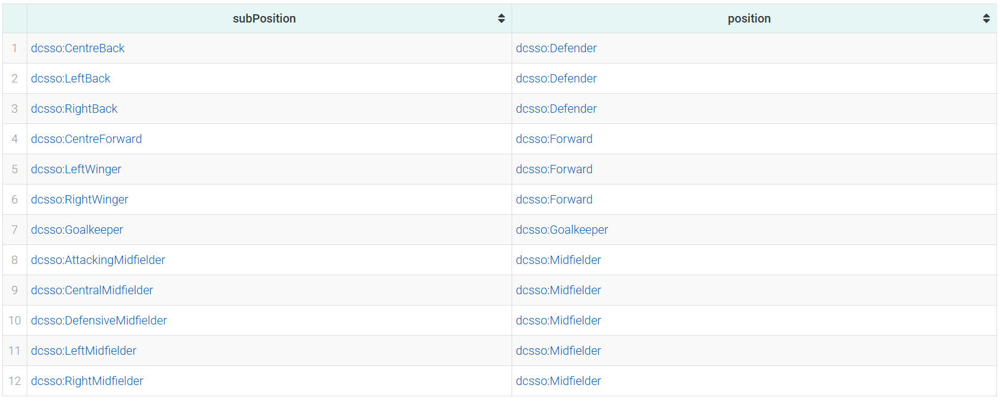 subPosition position
1 dcsso:CentreBack dcsso:Defender
2 dcsso:LeftBack dcsso:Defender
3 dcsso:RightBack dcsso:Defender
4 dcsso:CentreForward dcsso:Forward
5 dcsso:LeftWinger dcsso:Forward
6 dcsso:RightWinger dcsso:Forward
7 dcsso:Goalkeeper dcsso:Goalkeeper
8 dcsso:AttackingMidfielder dcsso:Midfielder
9 dcsso:CentralMidfielder dcsso:Midfielder
10 dcsso:DefensiveMidfielder dcsso:Midfielder
11 dcsso:LeftMidfielder dcsso:Midfielder
12 dcsso:RightMidfielder dcsso:Midfielder